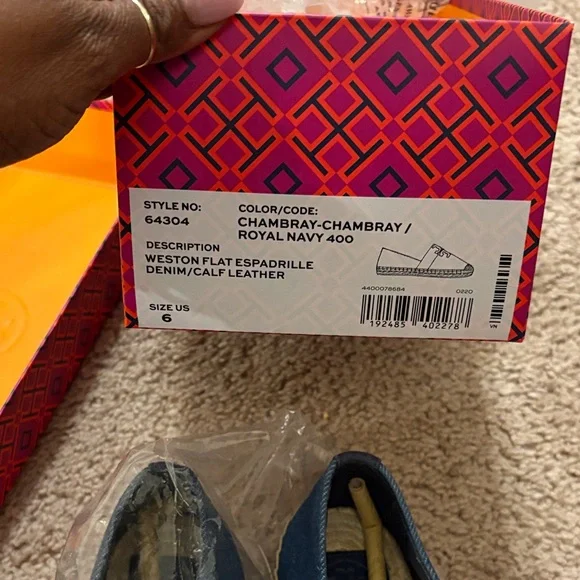 STYLE NO:
64304
COLOR/CODE:
CHAMBRAY-CHAMBRAY /
ROYAL NAVY 400
DESCRIPTION
WESTON FLAT ESPADRILLE
DENIM/CALF LEATHER
SIZE US
6
4400078684 0220
192485 402278
VN